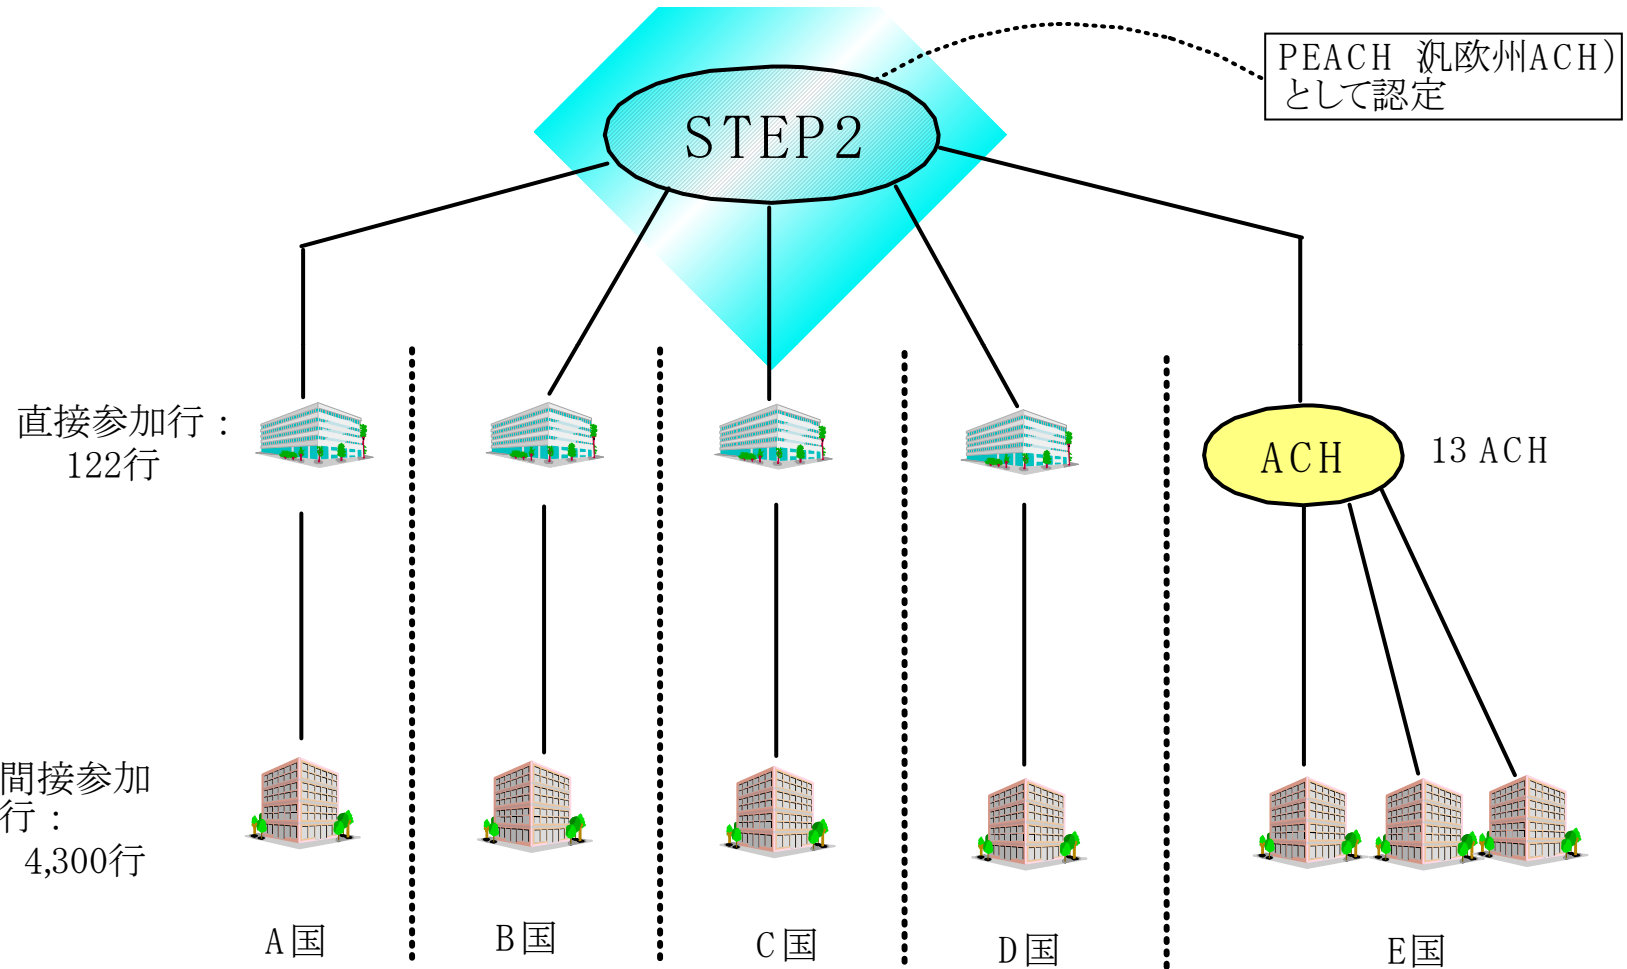 PEACH 汎欧州ACH)
として認定
STEP2
直接参加行:
122行
ACH
13 ACH
間接参加
行:
4,300行
A国
B国
C国
D国
E国